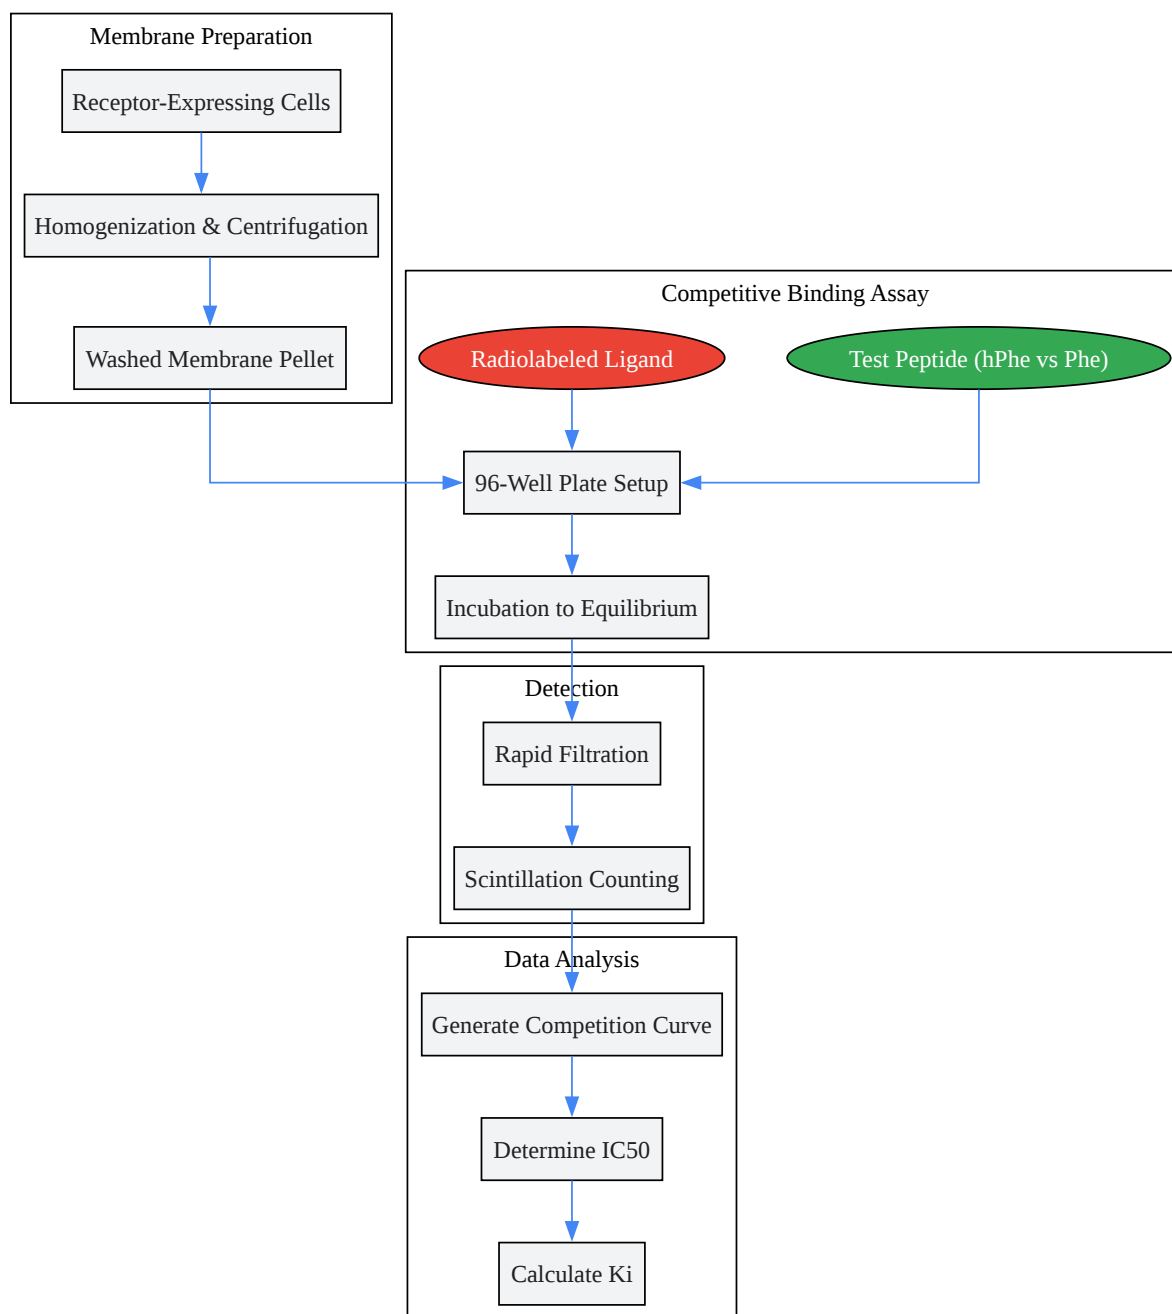 Membrane Preparation
Receptor-Expressing Cells
Homogenization & Centrifugation
Washed Membrane Pellet
Competitive Binding Assay
Radiolabeled Ligand
Test Peptide (hPhe vs Phe)
96-Well Plate Setup
Incubation to Equilibrium
Detection
Rapid Filtration
Scintillation Counting
Data Analysis
Generate Competition Curve
Determine IC50
Calculate Ki